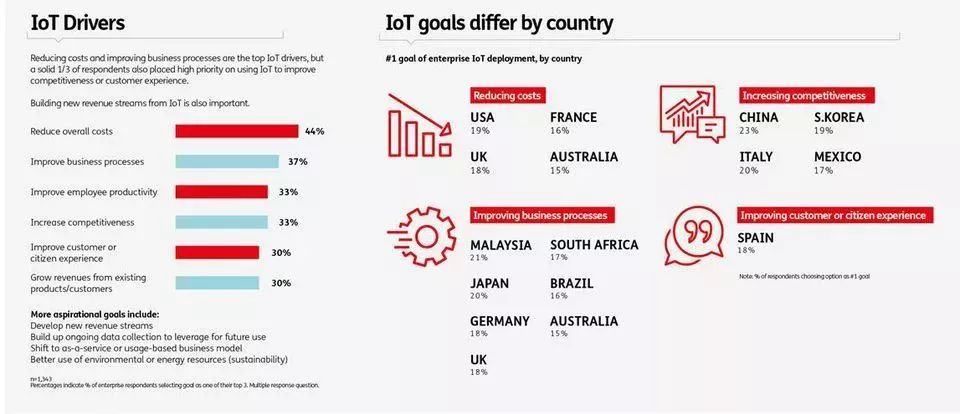 IoT Drivers
Reducing costs and improving business processes are the top IoT drivers, but
a solid 1/3 of respondents also placed high priority on using IoT to improve
competitiveness or customer experience.
Building new revenue streams from IoT is also important.
Reduce overall costs 44%
Improve business processes 37%
Improve employee productivity 33%
Increase competitiveness 33%
Improve customer or
citizen experience 30%
Grow revenues from existing
products/customers 30%
More aspirational goals include:
Develop new revenue streams
Build up ongoing data collection to leverage for future use
Shift to as-a-service or usage-based business model
Better use of environmental or energy resources (sustainability)
n=1,343
Percentages indicate % of enterprise respondents selecting goal as one of their top 3. Multiple response question.
IoT goals differ by country
#1 goal of enterprise IoT deployment, by country
Reducing costs
USA FRANCE
19% 16%
UK AUSTRALIA
18% 15%
Increasing competitiveness
CHINA S.KOREA
23% 19%
ITALY MEXICO
20% 17%
Improving business processes
MALAYSIA SOUTH AFRICA
21% 17%
JAPAN BRAZIL
20% 16%
GERMANY AUSTRALIA
18% 15%
UK
18%
Improving customer or citizen experience
SPAIN
18%
Note: % of respondents choosing option as #1 goal